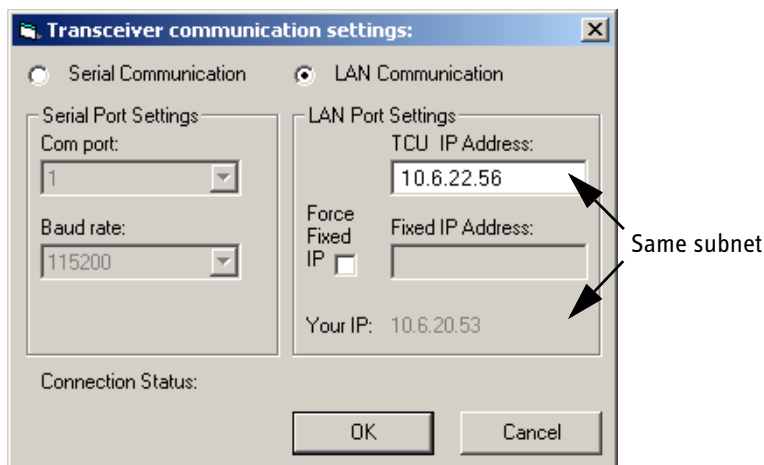 Transceiver communication settings:
Serial Communication
LAN Communication
Serial Port Settings
Com port:
1
Baud rate:
115200
LAN Port Settings
TCU IP Address:
10.6.22.56
Force
Fixed
IP
Fixed IP Address:
Your IP: 10.6.20.53
Same subnet
Connection Status:
OK
Cancel